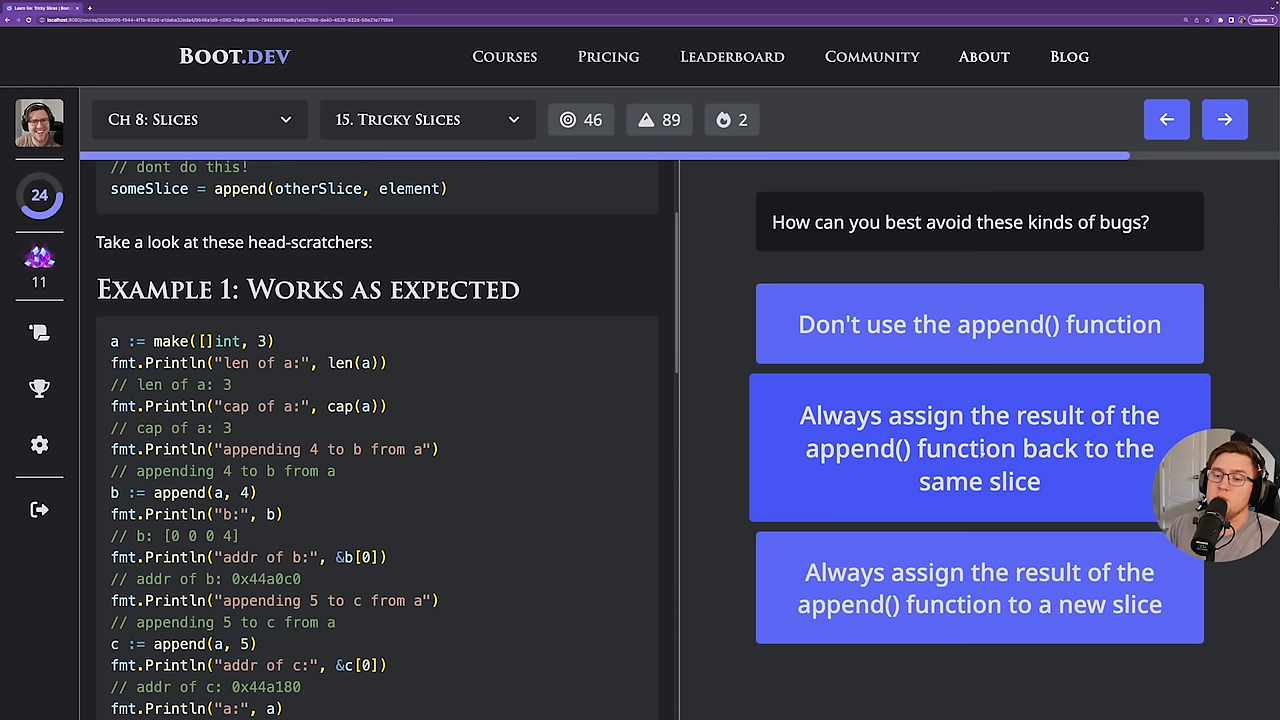 Learn Go: Tricky Slices | Boot.
BOOT.DEV
COURSES
PRICING
LEADERBOARD
COMMUNITY
ABOUT
BLOG
Update
CH 8: SLICES
15. TRICKY SLICES
46
89
2
24
11
// dont do this!
someSlice = append(otherSlice, element)
Take a look at these head-scratchers:
EXAMPLE 1: WORKS AS EXPECTED
a := make([]int, 3)
fmt.Println("len of a:", len(a))
// len of a: 3
fmt.Println("cap of a:", cap(a))
// cap of a: 3
fmt.Println("appending 4 to b from a")
// appending 4 to b from a
b := append(a, 4)
fmt.Println("b:", b)
// b: [0 0 0 4]
fmt.Println("addr of b:", &b[0])
// addr of b: 0x44a0c0
fmt.Println("appending 5 to c from a")
// appending 5 to c from a
c := append(a, 5)
fmt.Println("addr of c:", &c[0])
// addr of c: 0x44a180
fmt.Println("a:", a)
How can you best avoid these kinds of bugs?
Don't use the append() function
Always assign the result of the
append() function back to the
same slice
Always assign the result of the
append() function to a new slice